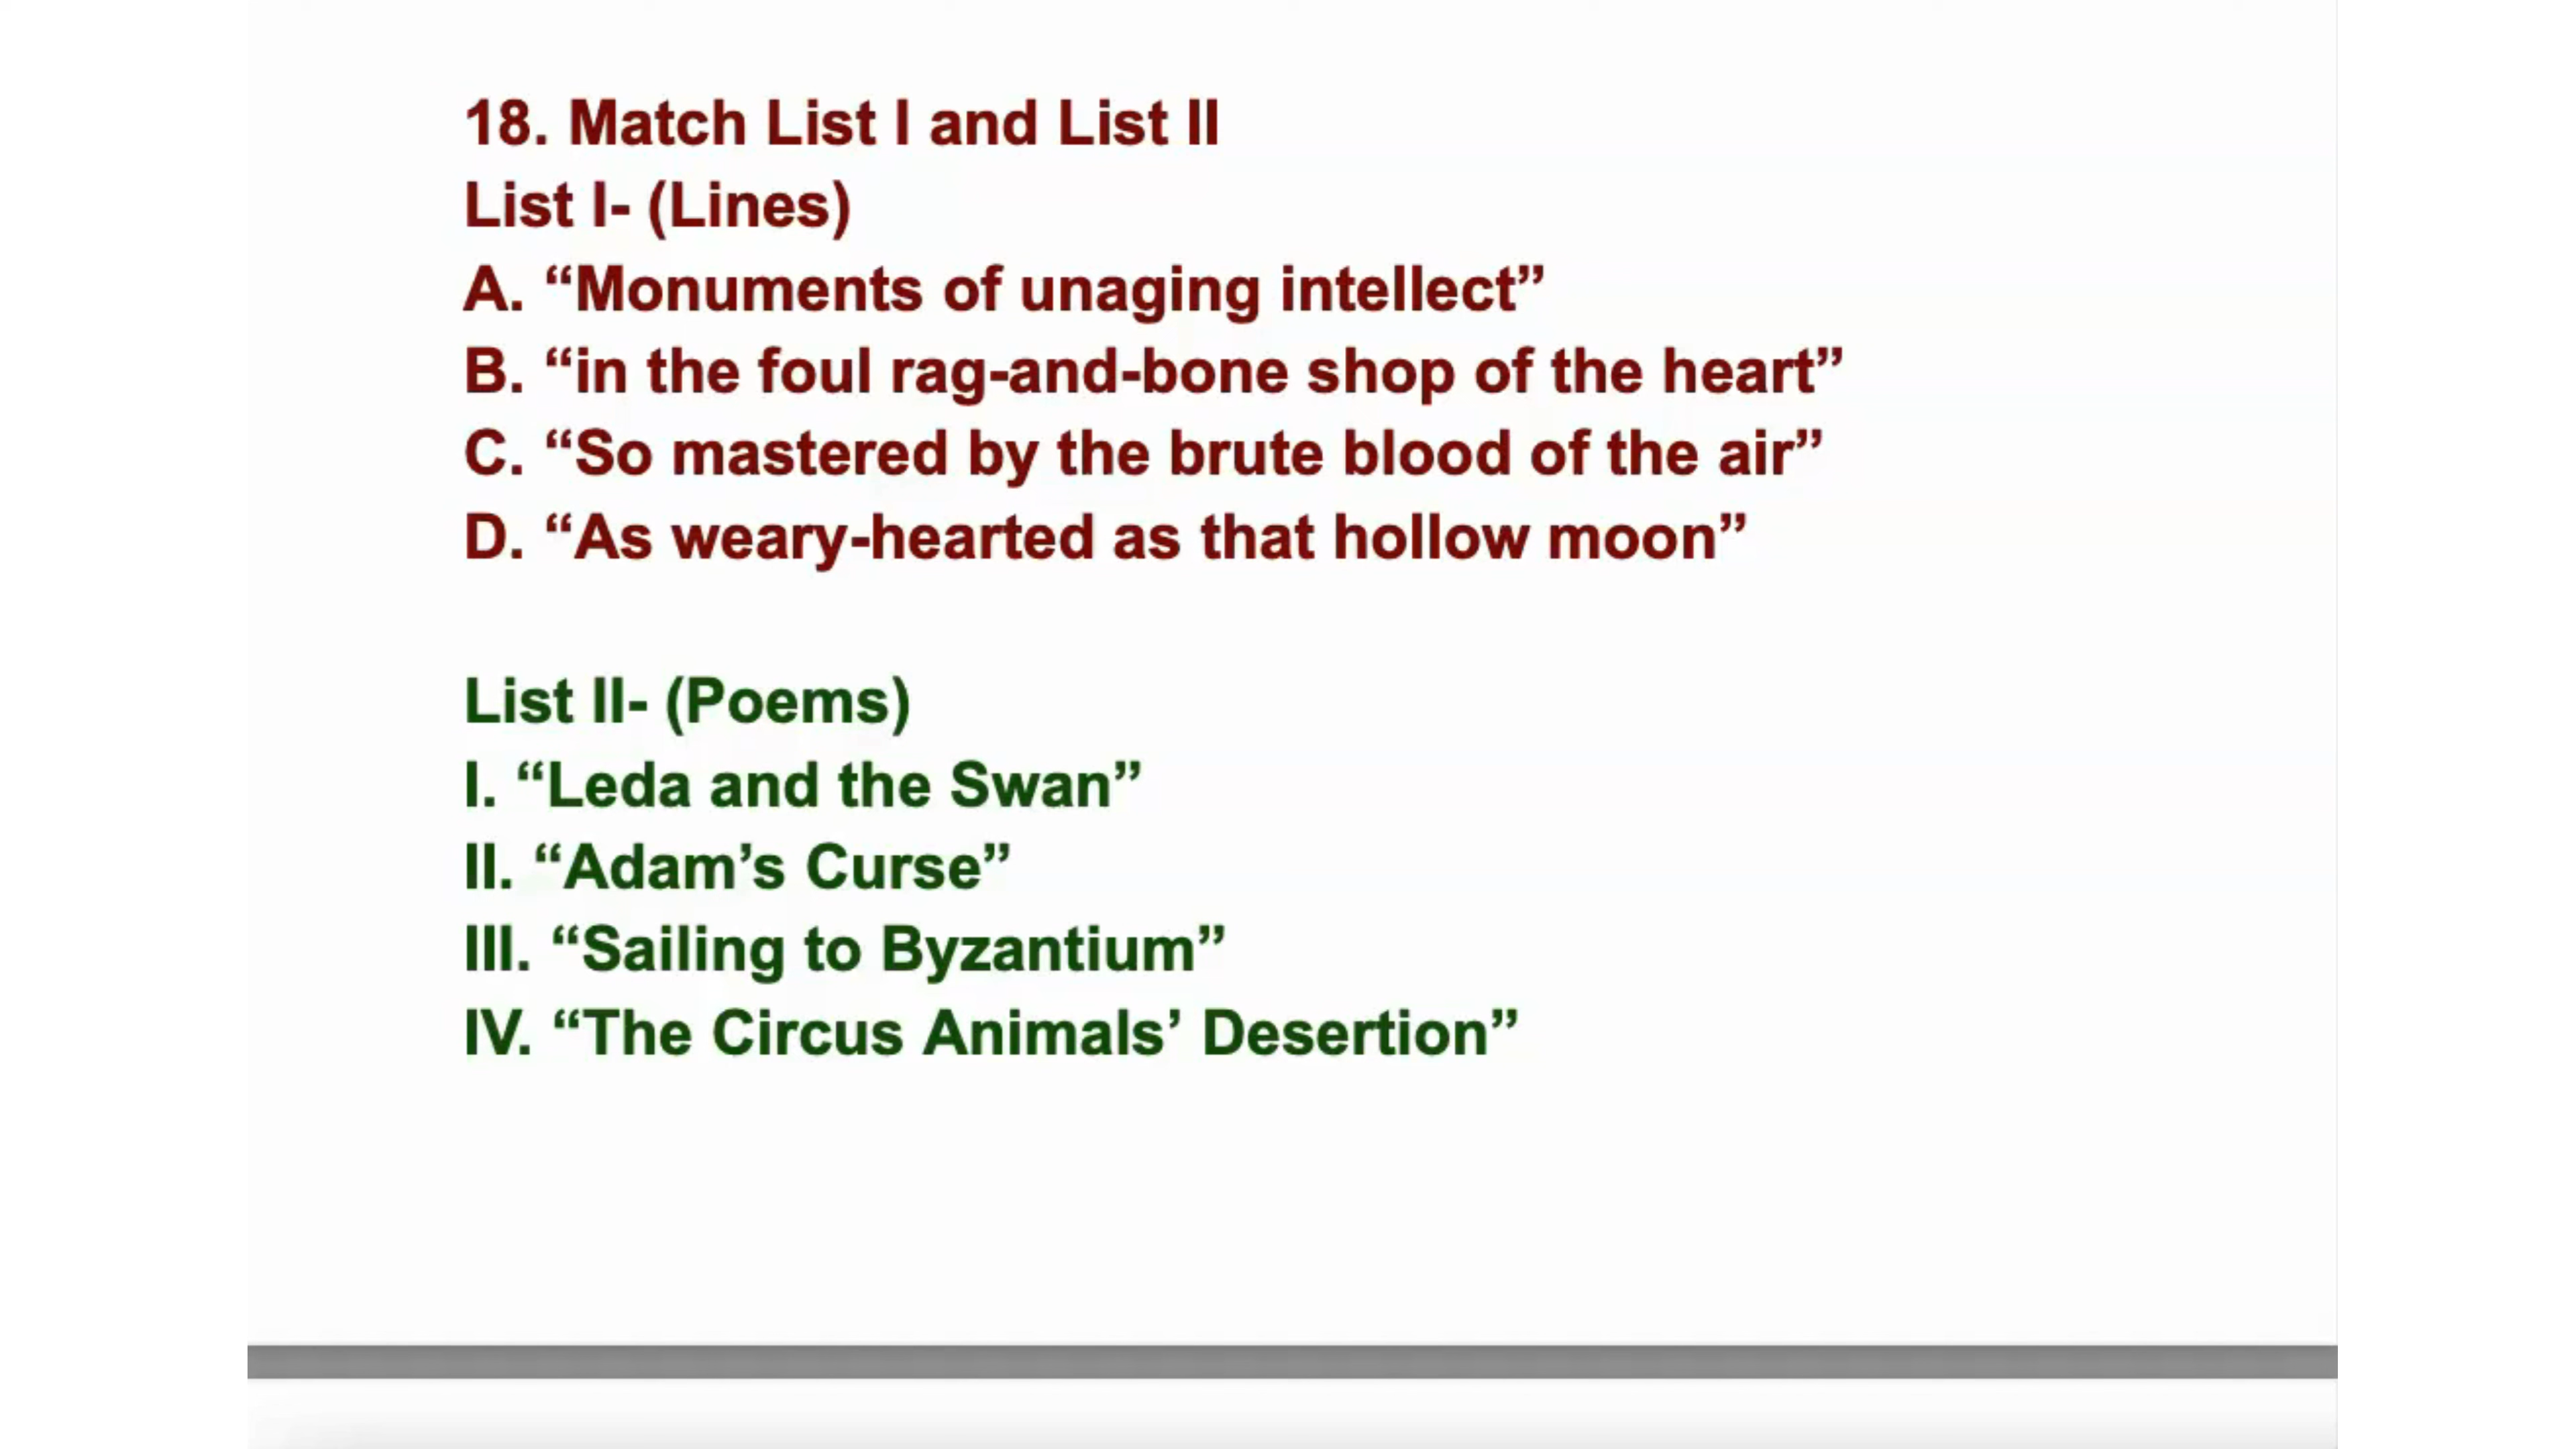 18. Match List I and List II
List I- (Lines)
A. “Monuments of unaging intellect”
B. “in the foul rag-and-bone shop of the heart”
C. “So mastered by the brute blood of the air”
D. “As weary-hearted as that hollow moon”
List II- (Poems)
I. “Leda and the Swan”
II. “Adam’s Curse”
III. “Sailing to Byzantium”
IV. “The Circus Animals’ Desertion”